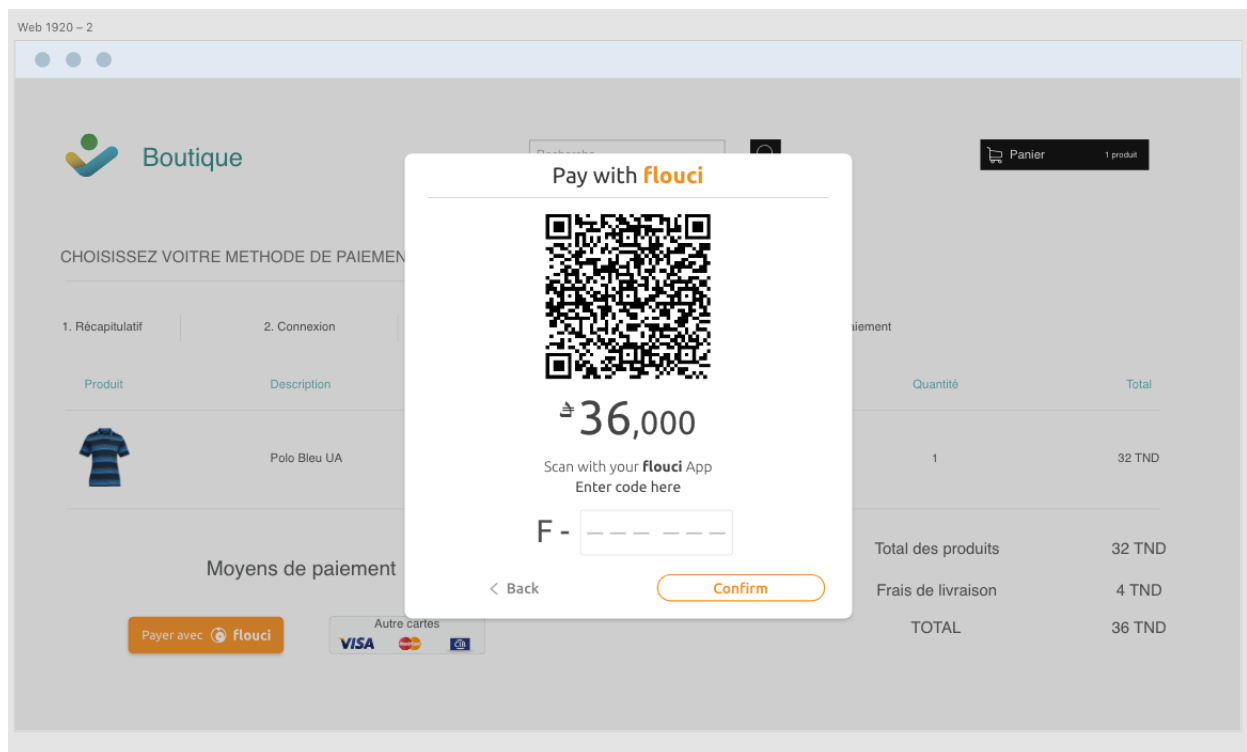 Web 1920 – 2
Boutique
Panier
1 produit
Pay with flouci
CHOISISSEZ VOITRE METHODE DE PAIEMEN
1. Récapitulatif
2. Connexion
Produit
Description
Quantité
Total
36,000
Polo Bleu UA
1
32 TND
Scan with your flouci App
Enter code here
F - _ _ _ _ _ _
Total des produits
32 TND
Moyens de paiement
< Back
Confirm
Frais de livraison
4 TND
Payer avec flouci
Autre cartes
VISA
TOTAL
36 TND